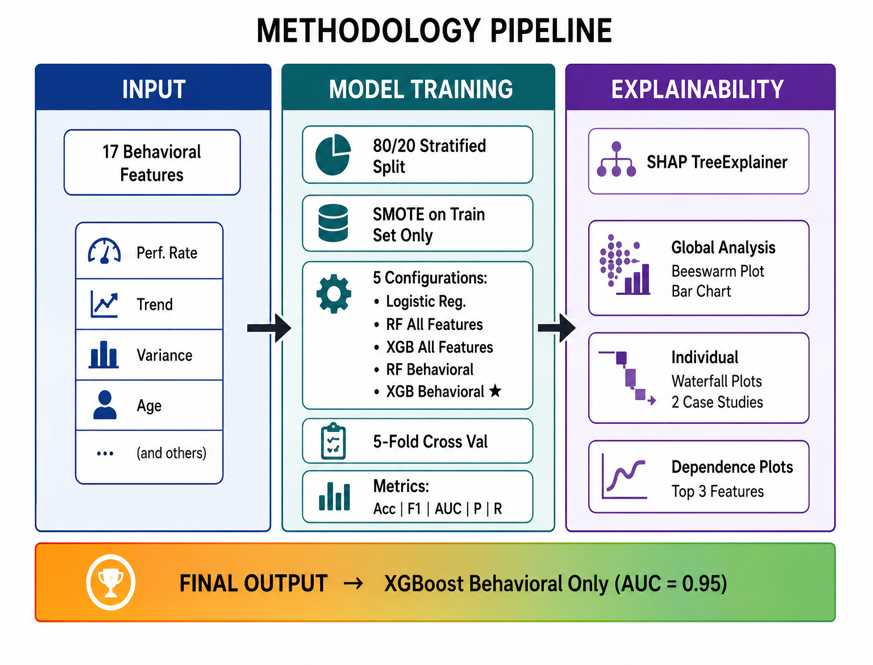 METHODOLOGY PIPELINE
INPUT
17 Behavioral
Features
Perf. Rate
Trend
Variance
Age
... (and others)
MODEL TRAINING
80/20 Stratified
Split
SMOTE on Train
Set Only
5 Configurations:
• Logistic Reg.
• RF All Features
• XGB All Features
• RF Behavioral
• XGB Behavioral ★
5-Fold Cross Val
Metrics:
Acc | F1 | AUC | P | R
EXPLAINABILITY
SHAP TreeExplainer
Global Analysis
Beeswarm Plot
Bar Chart
Individual
Waterfall Plots
2 Case Studies
Dependence Plots
Top 3 Features
FINAL OUTPUT → XGBoost Behavioral Only (AUC = 0.95)